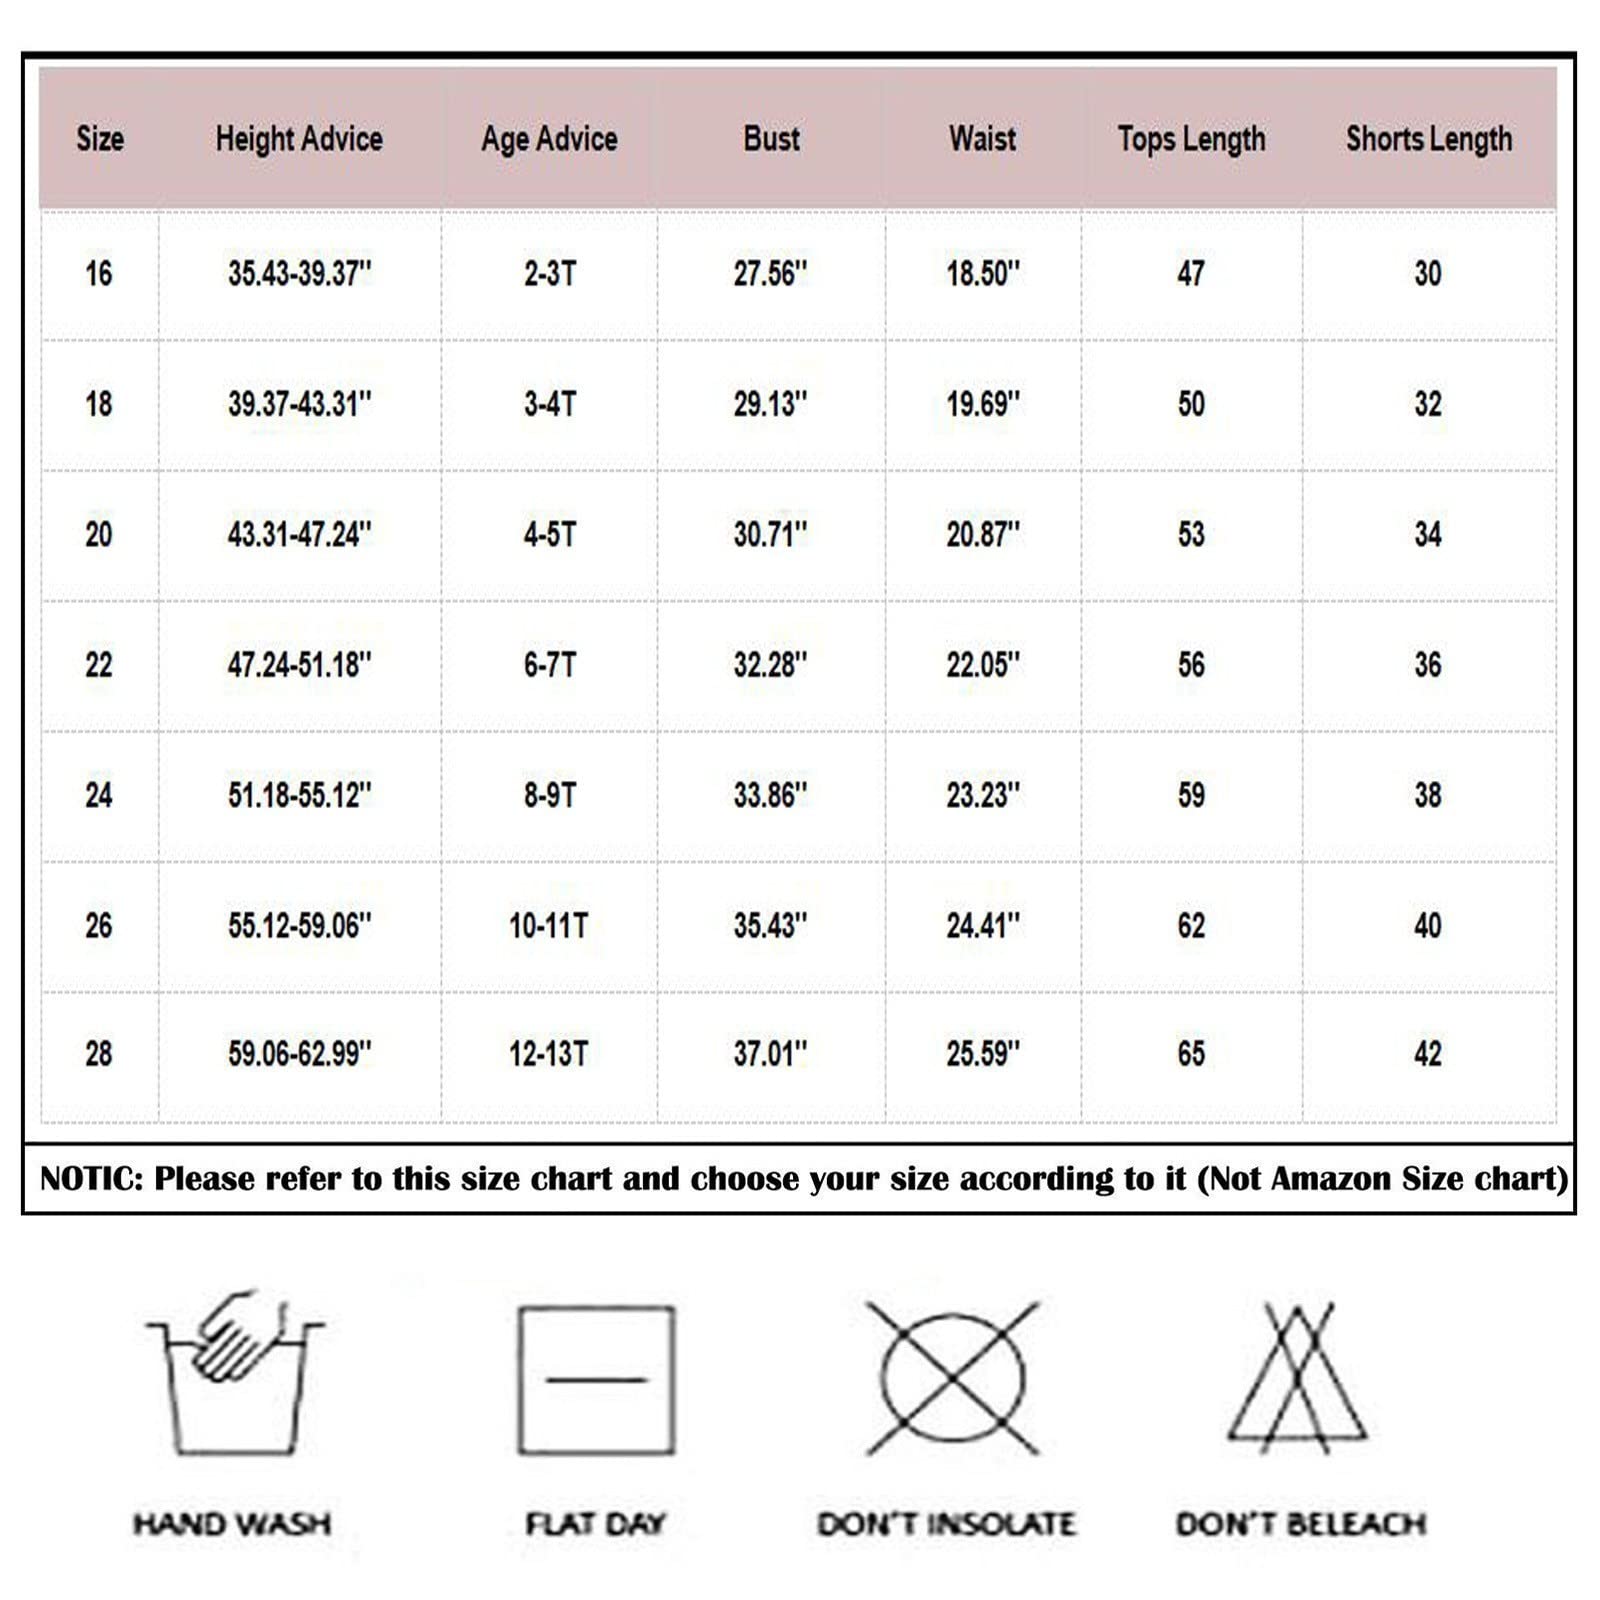 Size Height Advice Age Advice Bust Waist Tops Length Shorts Length
16 35.43-39.37" 2-3T 27.56" 18.50" 47 30
18 39.37-43.31" 3-4T 29.13" 19.69" 50 32
20 43.31-47.24" 4-5T 30.71" 20.87" 53 34
22 47.24-51.18" 6-7T 32.28" 22.05" 56 36
24 51.18-55.12" 8-9T 33.86" 23.23" 59 38
26 55.12-59.06" 10-11T 35.43" 24.41" 62 40
28 59.06-62.99" 12-13T 37.01" 25.59" 65 42
NOTIC: Please refer to this size chart and choose your size according to it (Not Amazon Size chart)
HAND WASH FLAT DAY DON'T INSOLATE DON'T BELEACH